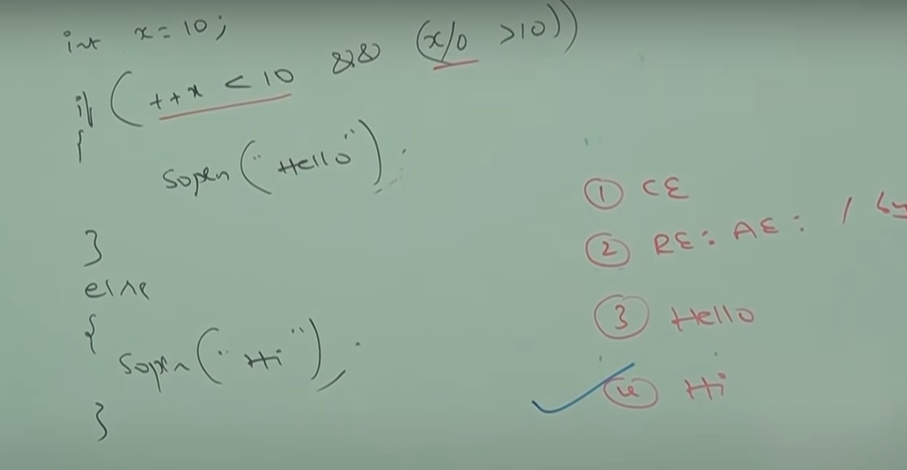 int x = 10;
if (++x < 10 && (x/0 > 10))
{
Sopln("Hello");
}
else
{
Sopln("Hi");
}
① CE
② RE: AE: / by
③ Hello
④ Hi